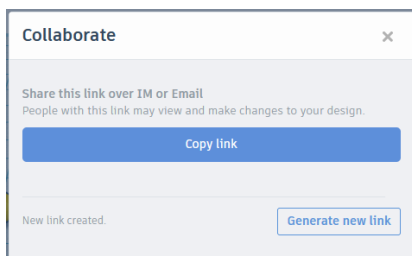 Collaborate
Share this link over IM or Email
People with this link may view and make changes to your design.
Copy link
New link created.
Generate new link